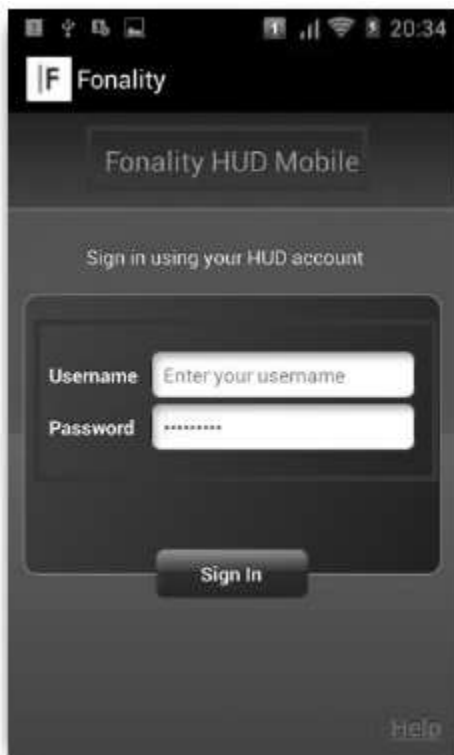 20:34
|F Fonality
Fonality HUD Mobile
Sign in using your HUD account
Username Enter your username
Password ·········
Sign In
Help